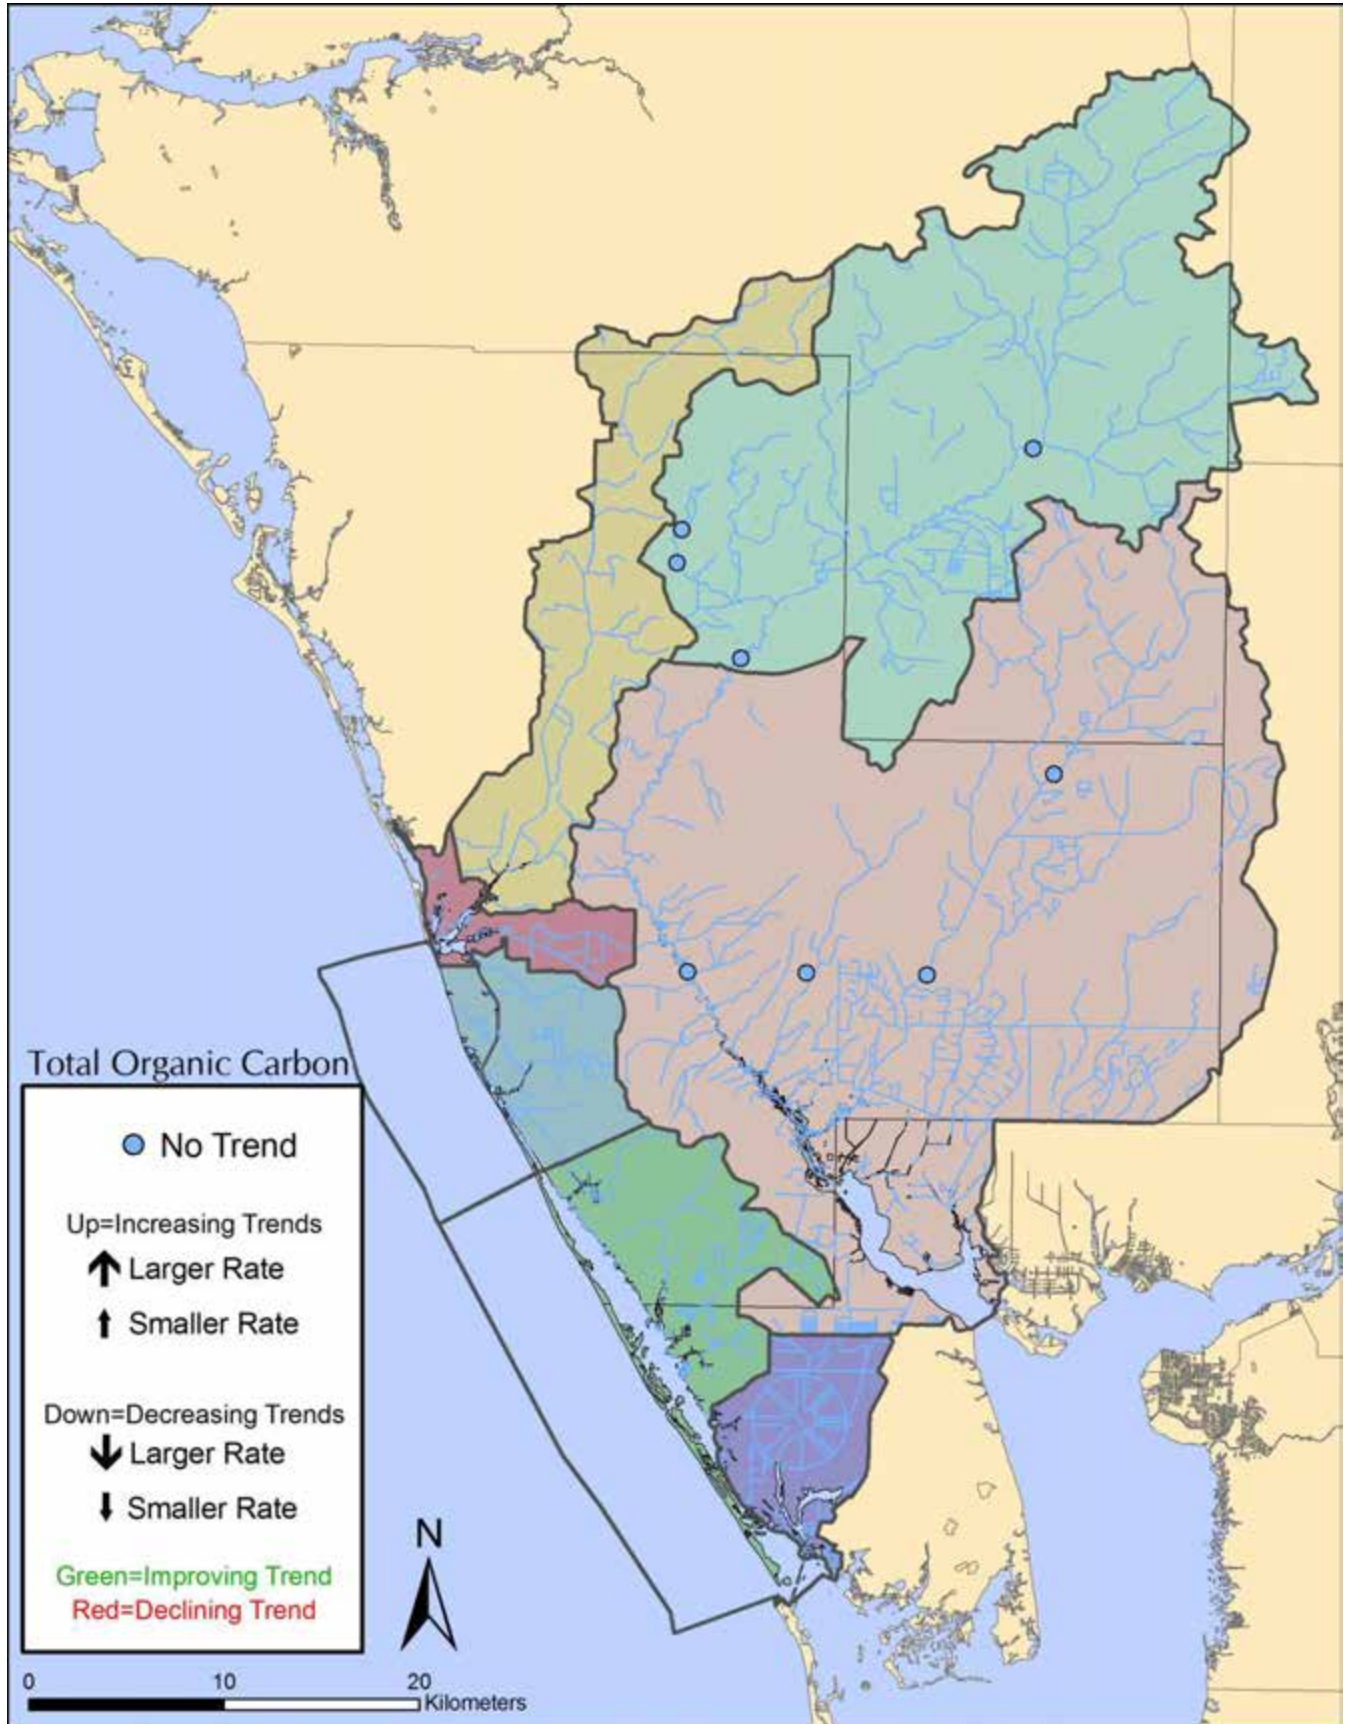 Total Organic Carbon
No Trend
Up=Increasing Trends
Larger Rate
Smaller Rate
Down=Decreasing Trends
Larger Rate
Smaller Rate
Green=Improving Trend
Red=Declining Trend
N
0 10 20
Kilometers